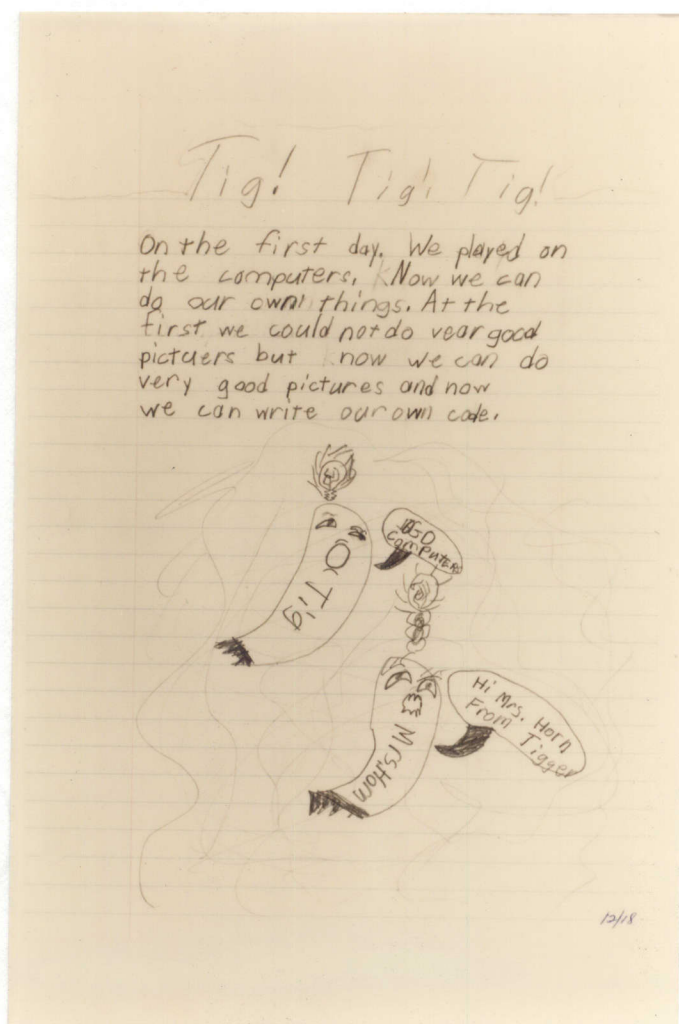 Tig! Tig! Tig!
On the first day. We played on
the computers. Now we can
do our own things. At the
first we could not do vear good
pictuers but now we can do
very good pictures and now
we can write our own code.
GO
Computers
Tig
Hi Mrs. Horn
From Tigger
Mrs. Horn
12/18